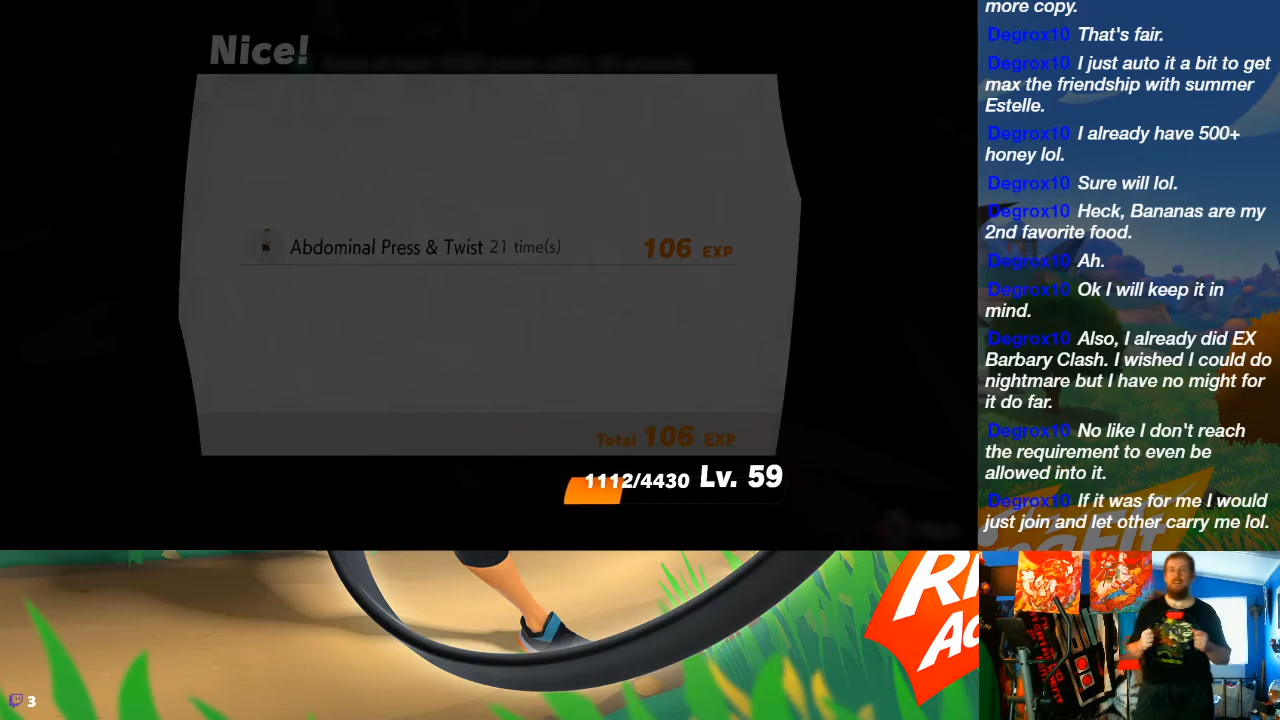 Nice!
Abdominal Press & Twist 21 time(s) 106 EXP
Total 106 EXP
1112/4430 Lv. 59
more copy.
Degrox10 That's fair.
Degrox10 I just auto it a bit to get
max the friendship with summer
Estelle.
Degrox10 I already have 500+
honey lol.
Degrox10 Sure will lol.
Degrox10 Heck, Bananas are my
2nd favorite food.
Degrox10 Ah.
Degrox10 Ok I will keep it in
mind.
Degrox10 Also, I already did EX
Barbary Clash. I wished I could do
nightmare but I have no might for
it do far.
Degrox10 No like I don't reach
the requirement to even be
allowed into it.
Degrox10 If it was for me I would
just join and let other carry me lol.
3